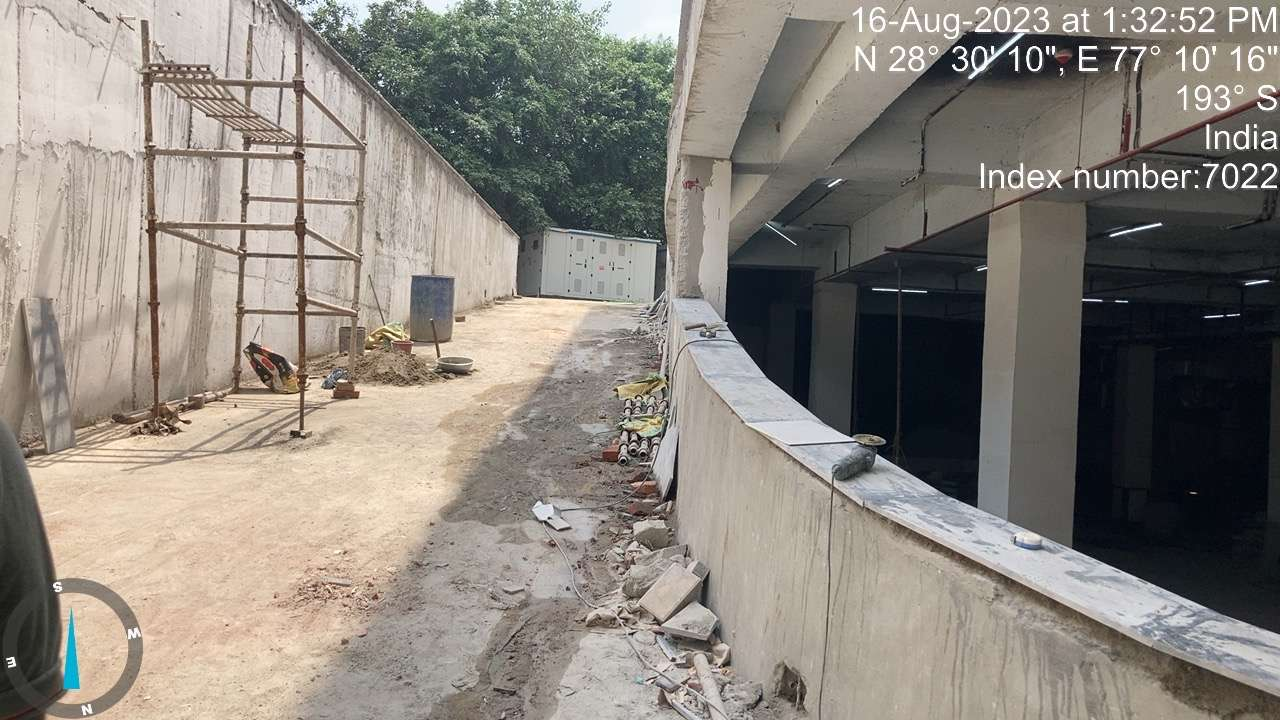 16-Aug-2023 at 1:32:52 PM
N 28° 30' 10", E 77° 10' 16"
193° S
India
Index number:7022
S
W
E
N